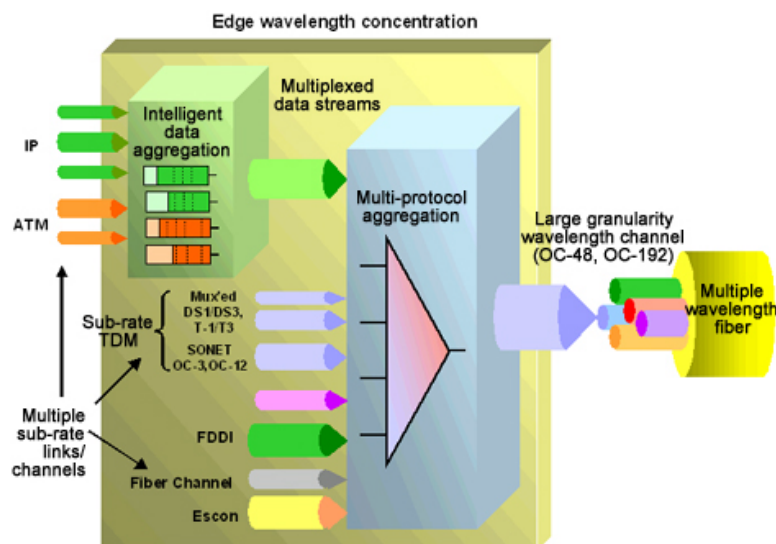 Edge wavelength concentration
Multiplexed
data streams
Intelligent
data
aggregation
IP
ATM
Multi-protocol
aggregation
Large granularity
wavelength channel
(OC-48, OC-192)
Multiple
wavelength
fiber
Sub-rate
TDM
Mux'ed
DS1/DS3,
T-1/T3
SONET
OC-3,OC-12
Multiple
sub-rate
links/
channels
FDDI
Fiber Channel
Escon